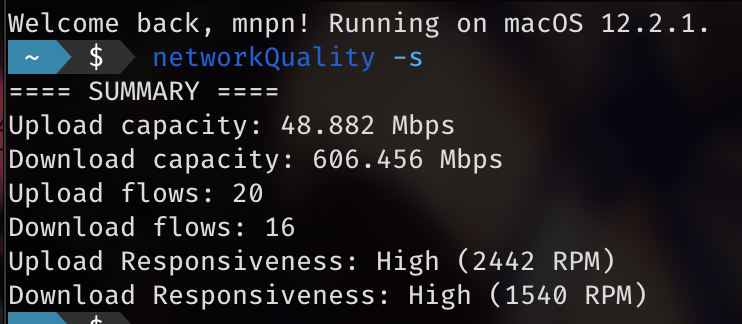 Welcome back, mnpn! Running on macOS 12.2.1.
~ $ networkQuality -s
==== SUMMARY ====
Upload capacity: 48.882 Mbps
Download capacity: 606.456 Mbps
Upload flows: 20
Download flows: 16
Upload Responsiveness: High (2442 RPM)
Download Responsiveness: High (1540 RPM)
~ $